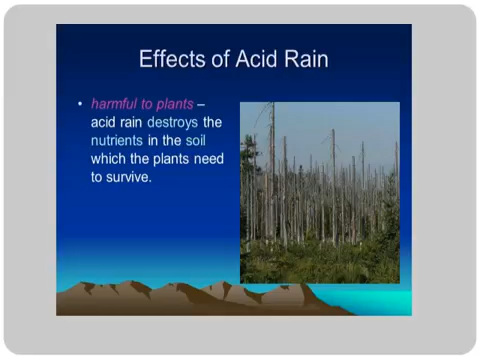 Effects of Acid Rain
• harmful to plants –
acid rain destroys the
nutrients in the soil
which the plants need
to survive.